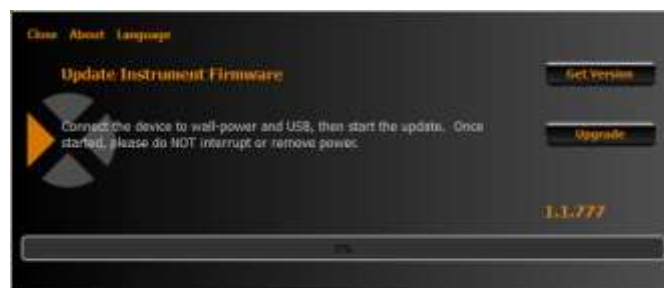 Close About Language
Update Instrument Firmware
Get Version
Connect the device to wall-power and USB, then start the update. Once
started, please do NOT interrupt or remove power.
Upgrade
1.1.777
0%